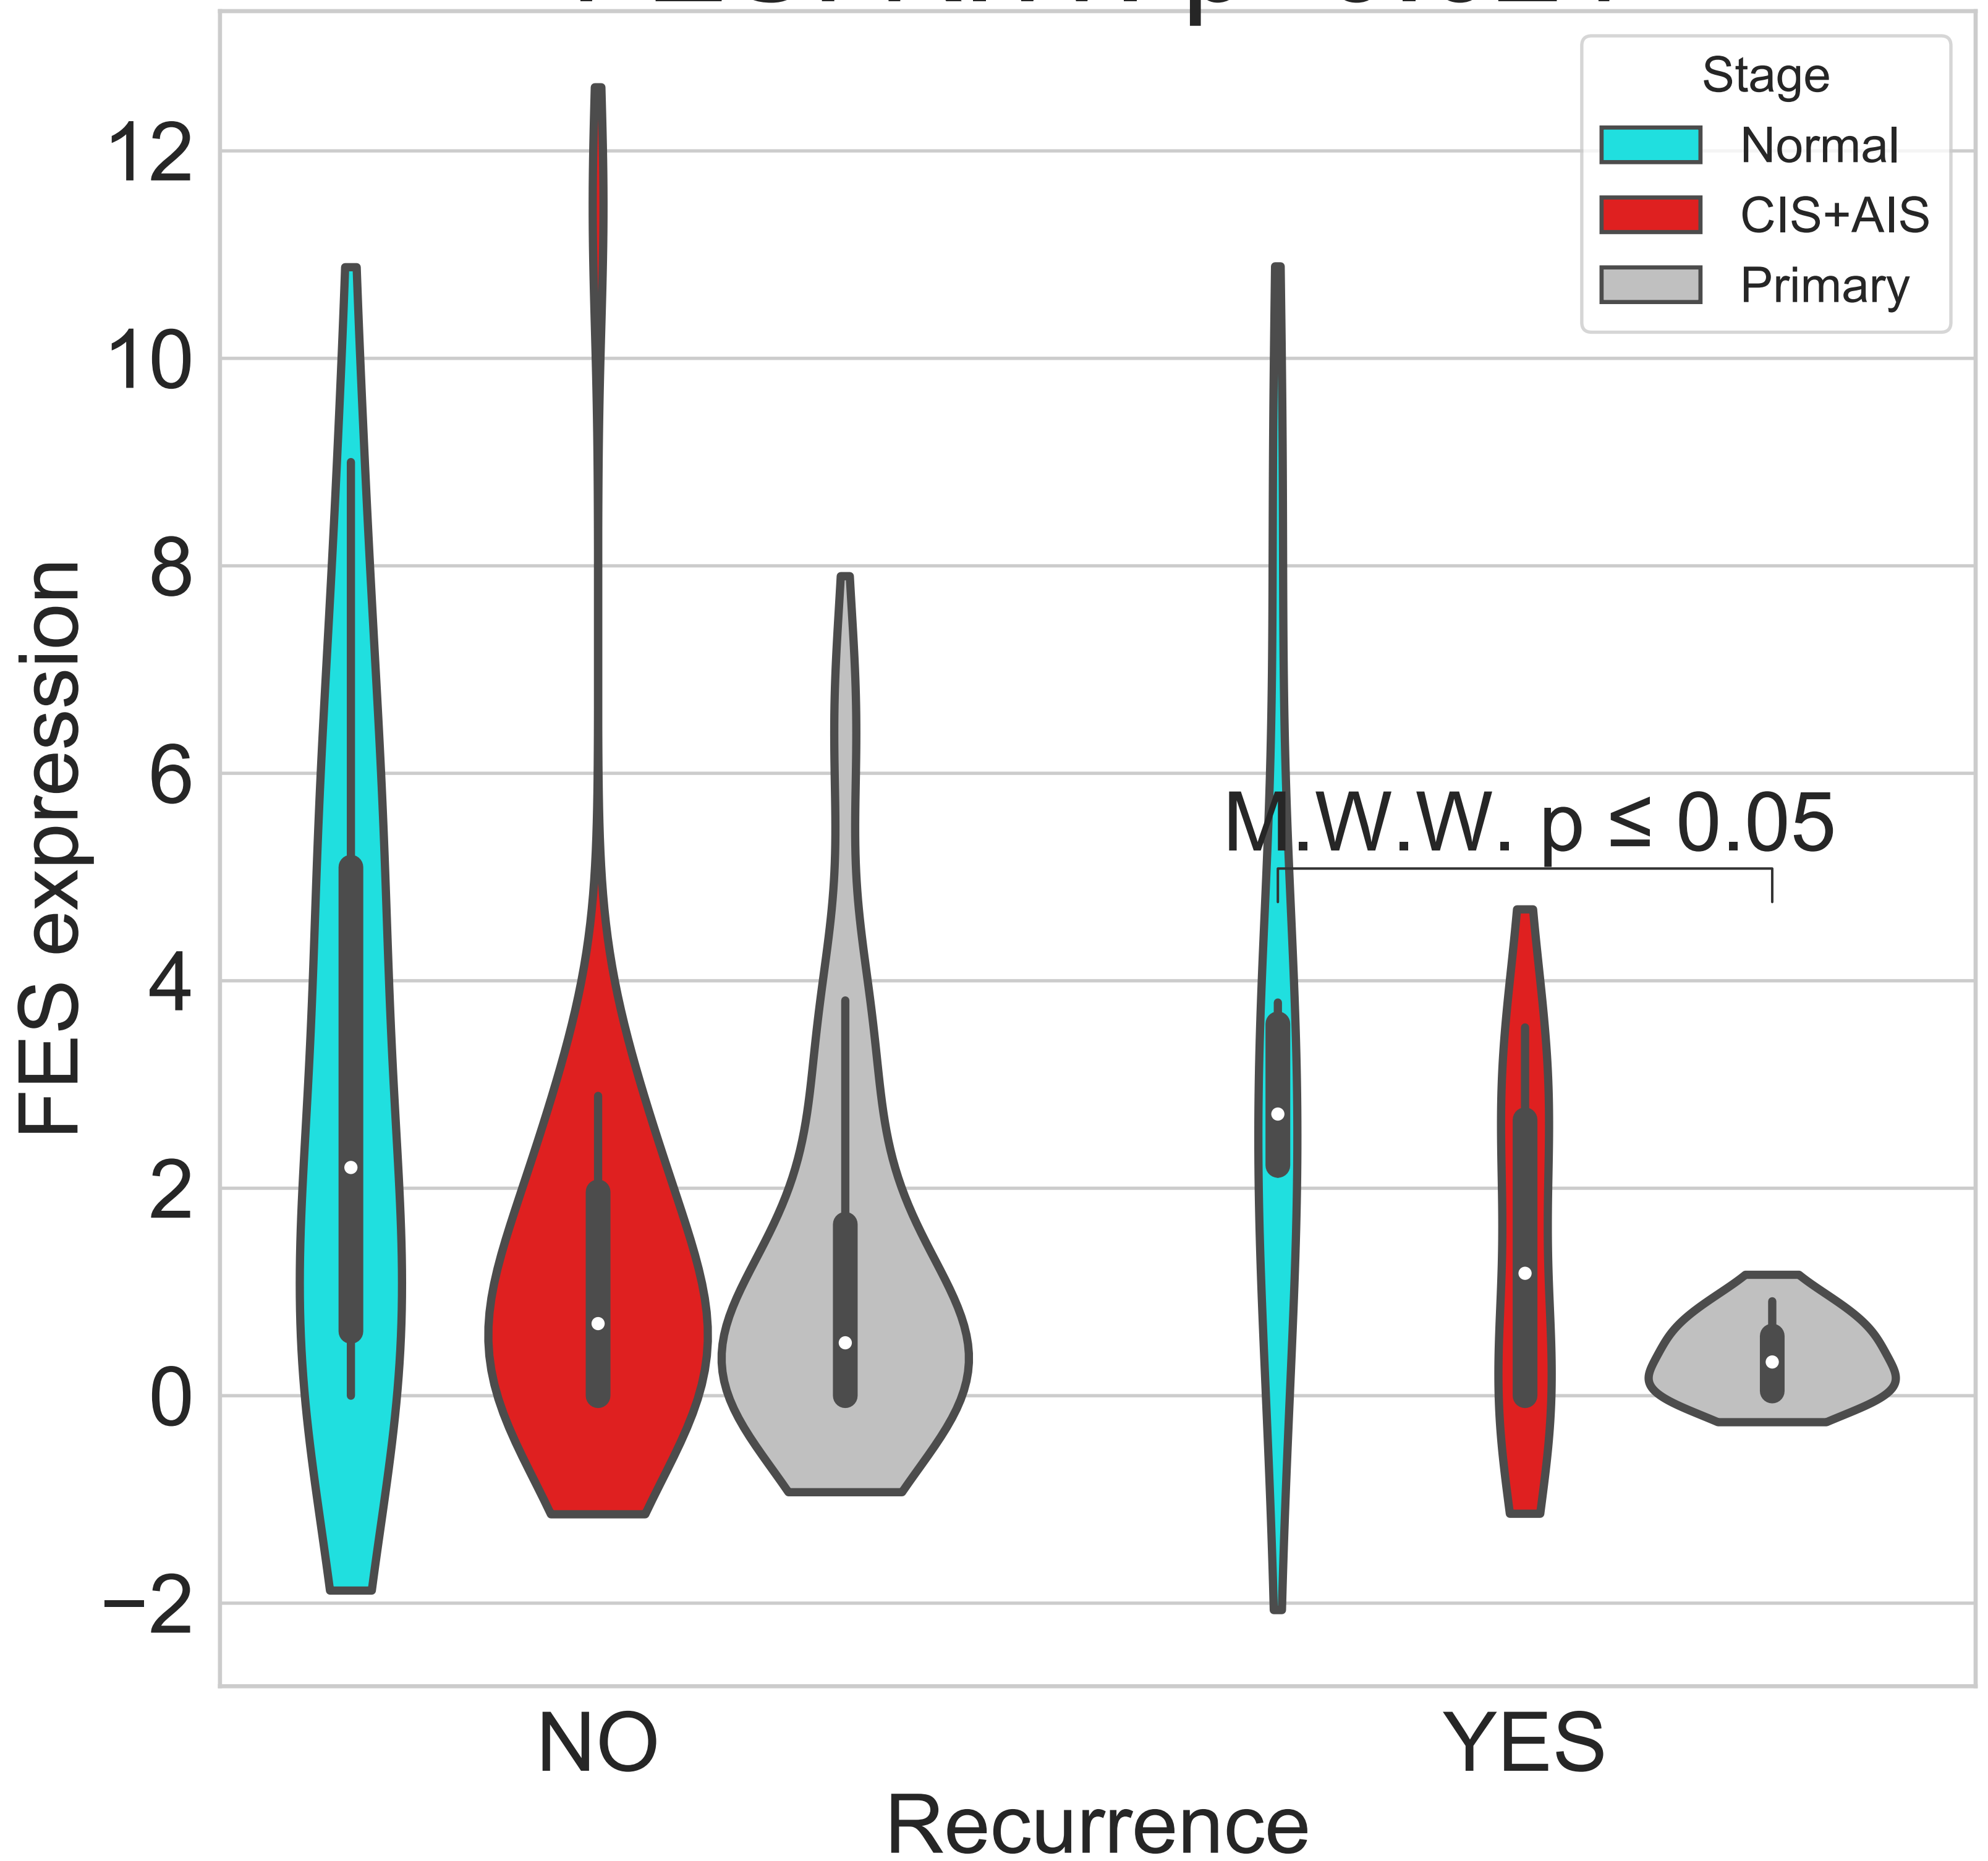 Stage
Normal
CIS+AIS
Primary
12
10
8
6
4
2
0
−2
FES expression
M.W.W. p ≤ 0.05
NO
YES
Recurrence